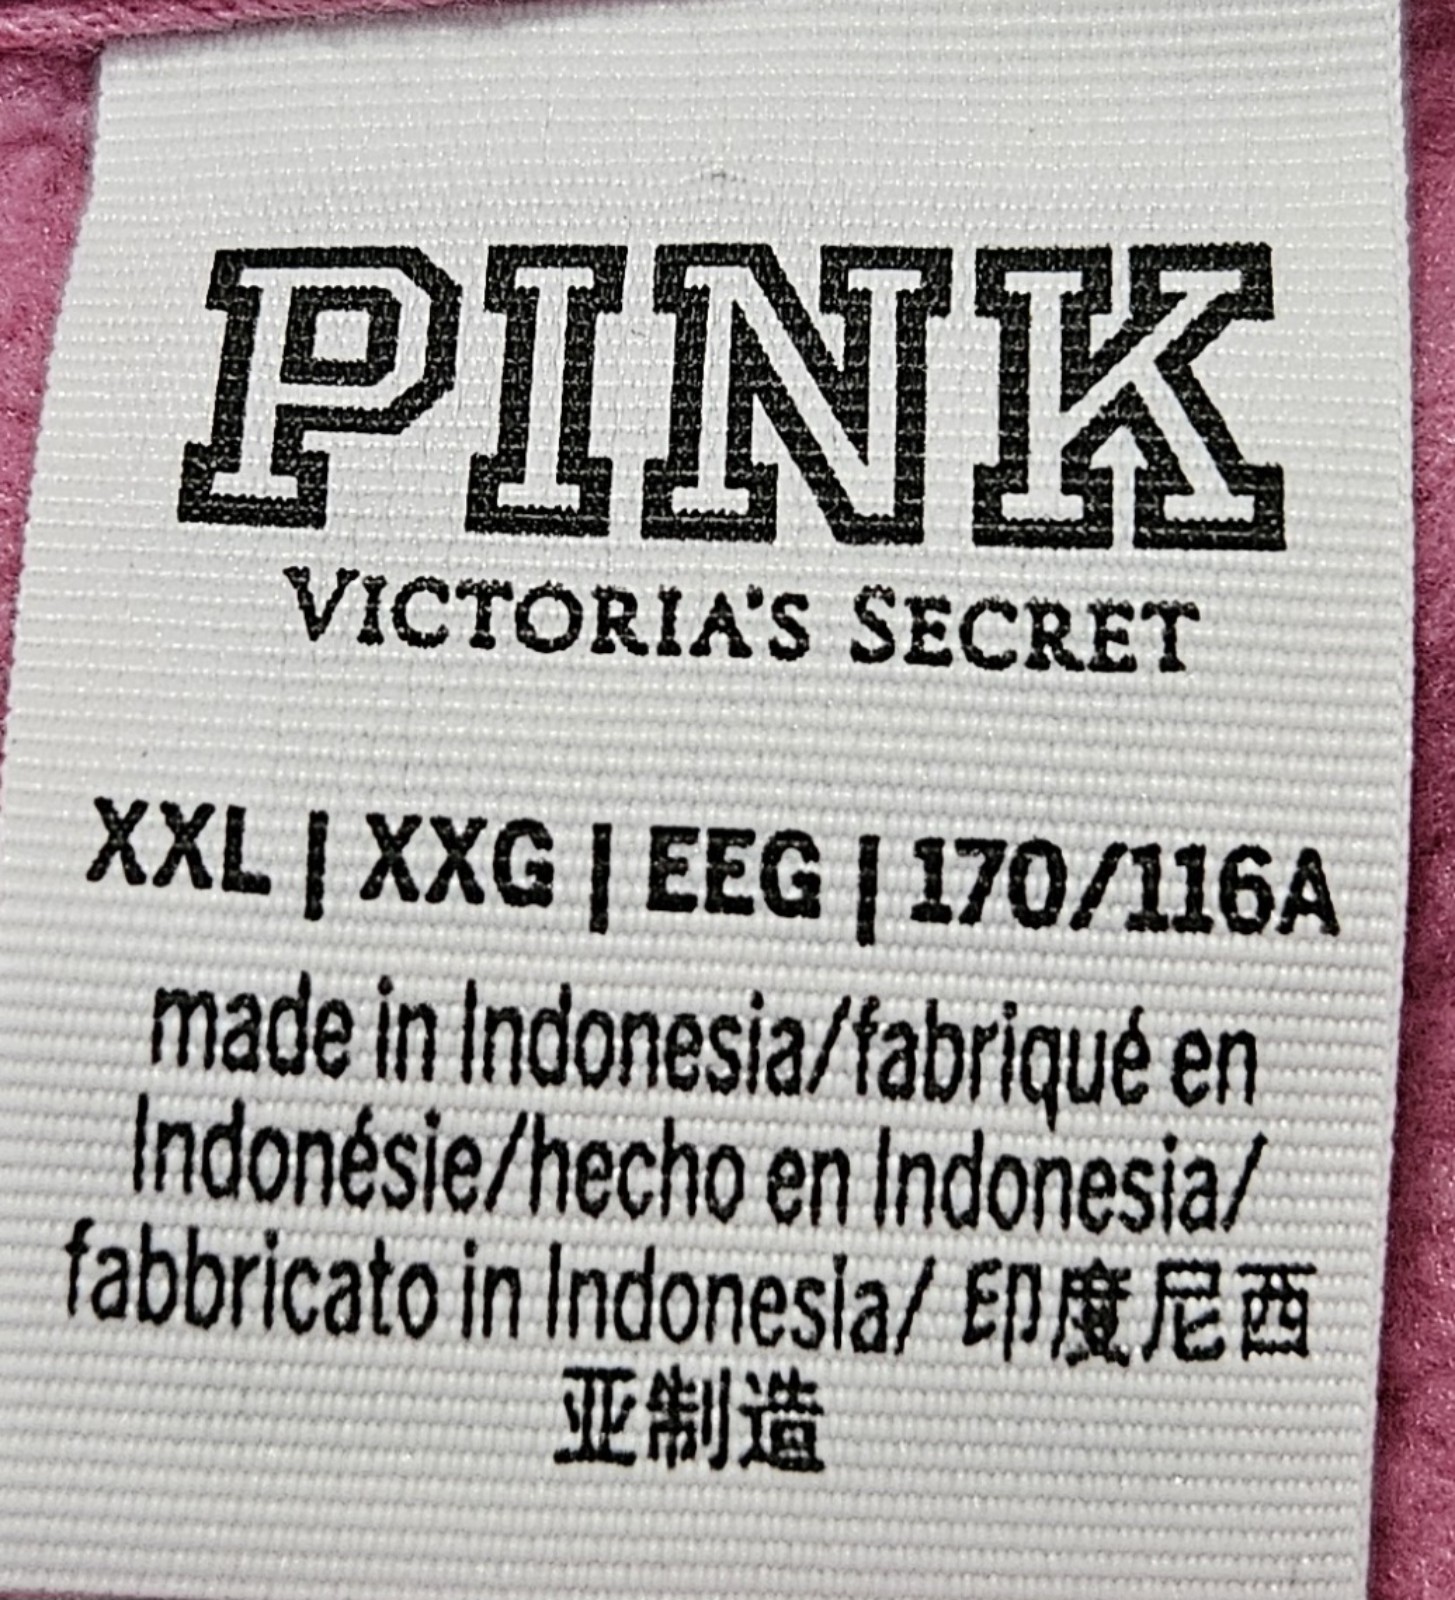 PINK
VICTORIA'S SECRET
XXL | XXG | EEG | 170/116A
made in Indonesia/fabriqué en
Indonésie/hecho en Indonesia/
fabbricato in Indonesia/ 印度尼西
亚制造